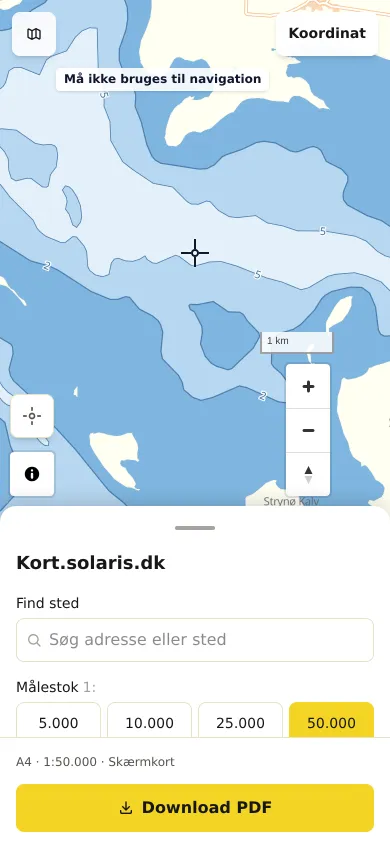 Koordinat
Må ikke bruges til navigation
5
5
2
5
1 km
2
Strynø Kalv
Kort.solaris.dk
Find sted
Søg adresse eller sted
Målestok 1:
5.000 10.000 25.000 50.000
A4 · 1:50.000 · Skærmkort
Download PDF